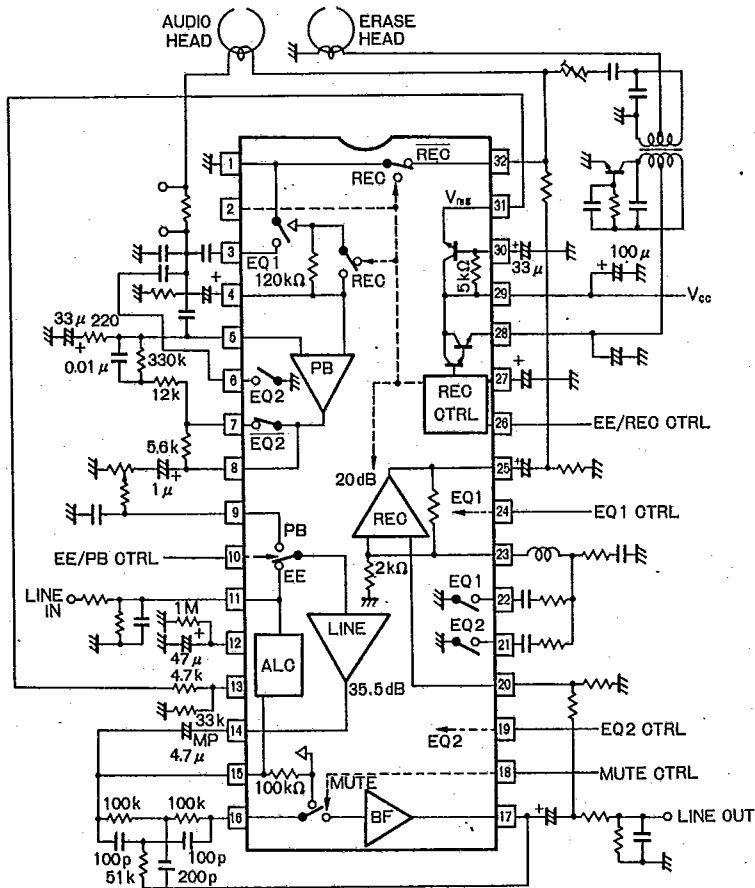 AUDIO
HEAD
ERASE
HEAD
1
REC
REC
32
2
Vreg
31
3
EQ1
120kΩ
REC
5kΩ
30
33μ
100μ
4
29
Vcc
33μ
220
5
28
0.01μ
330k
PB
6
EQ2
REC
CTRL
27
12k
7
EQ2
26
EE/REC CTRL
5.6k
8
20dB
25
1μ
9
PB
REC
EQ1
24
EQ1 CTRL
EE/PB CTRL
10
23
EE
2kΩ
EQ1
LINE
IN
11
22
1M
LINE
EQ2
12
21
47μ
ALC
4.7k
13
35.5dB
20
33k
MP
14
EQ2
19
EQ2 CTRL
4.7μ
15
100kΩ
MUTE
18
MUTE CTRL
100k
100k
16
BF
17
LINE OUT
100p
100p
51k
200p